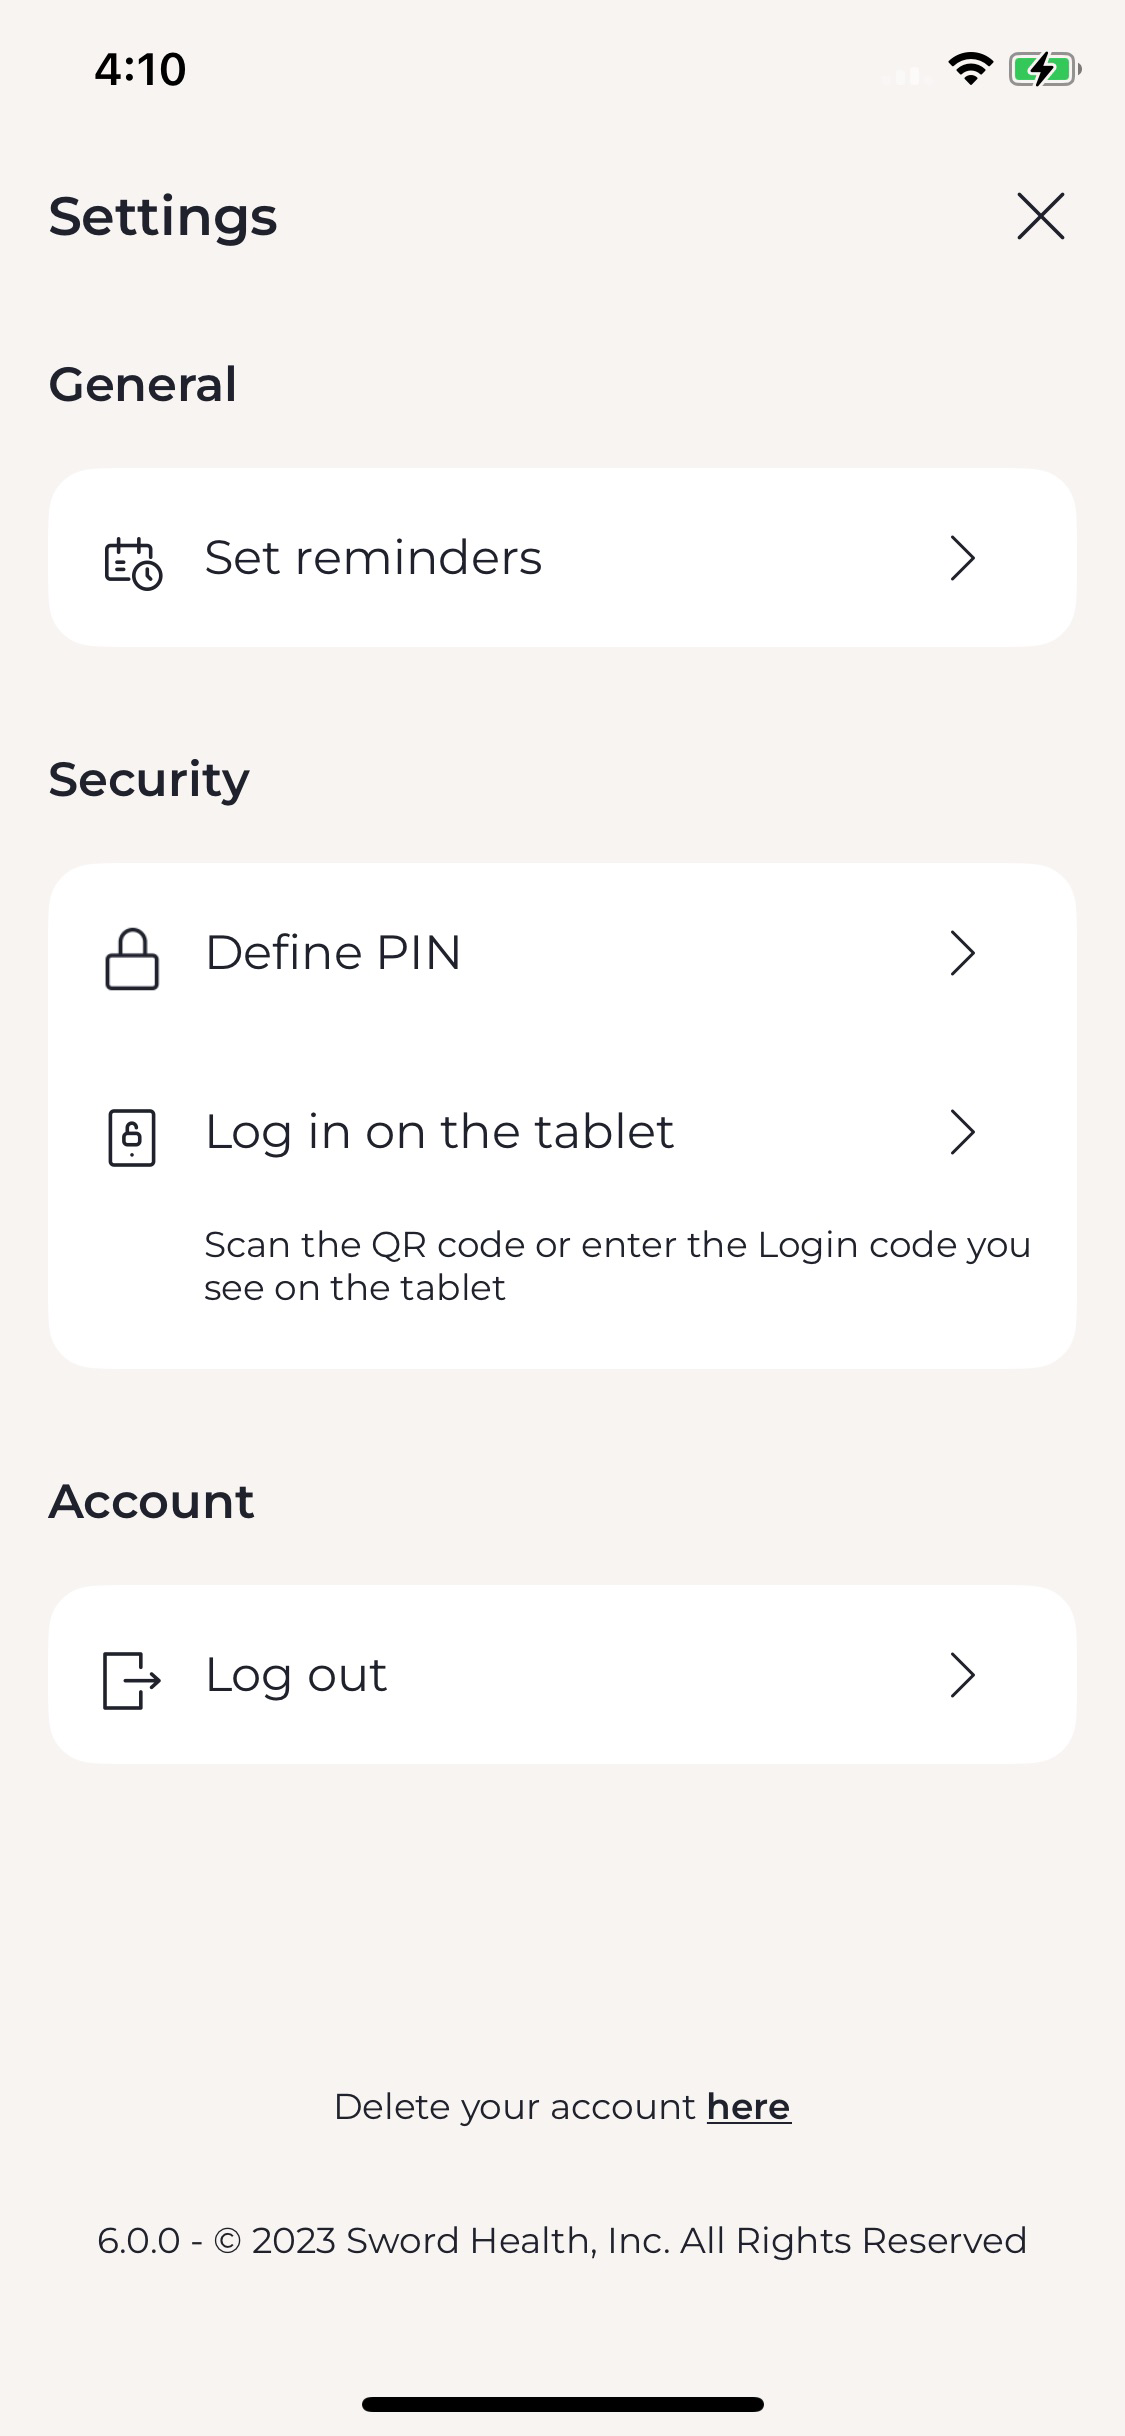 4:10
Settings
General
Set reminders
Security
Define PIN
Log in on the tablet
Scan the QR code or enter the Login code you
see on the tablet
Account
Log out
Delete your account here
6.0.0 - © 2023 Sword Health, Inc. All Rights Reserved